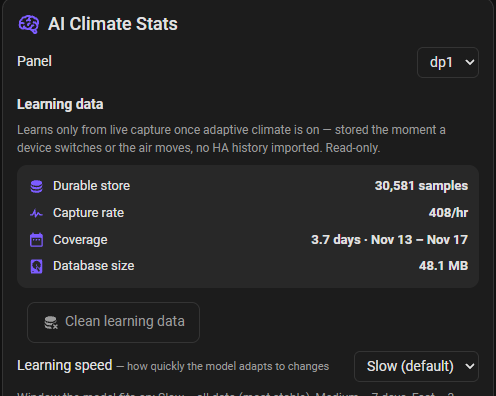 AI Climate Stats
Panel
dp1
Learning data
Learns only from live capture once adaptive climate is on — stored the moment a
device switches or the air moves, no HA history imported. Read-only.
Durable store 30,581 samples
Capture rate 408/hr
Coverage 3.7 days · Nov 13 – Nov 17
Database size 48.1 MB
Clean learning data
Learning speed — how quickly the model adapts to changes
Slow (default)